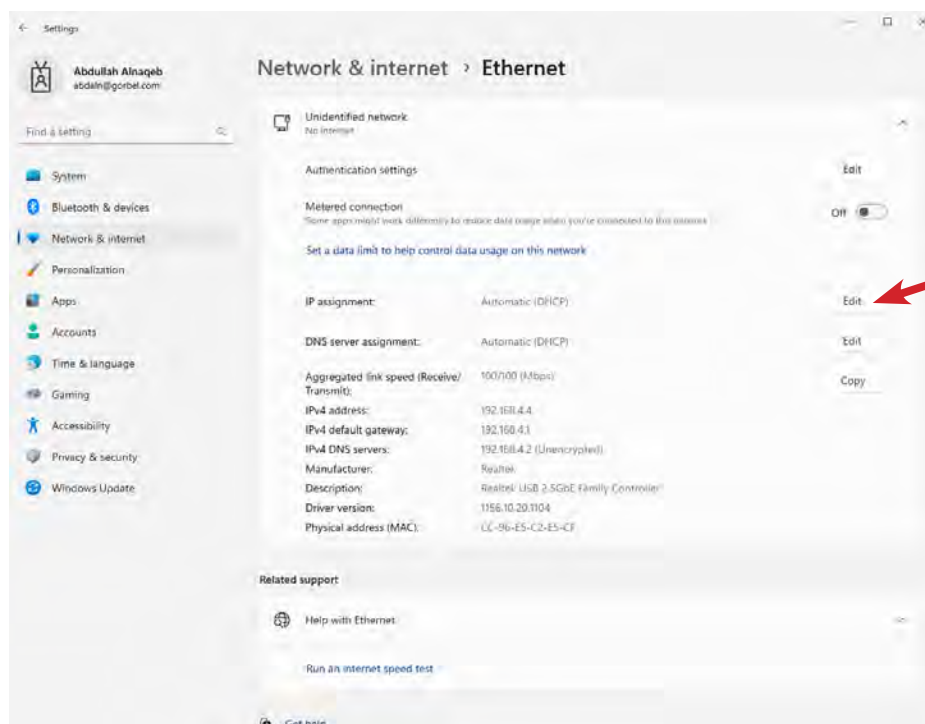 Settings
Abdullah Alnaqeb
abdaln@gorbel.com
Find a setting
System
Bluetooth & devices
Network & internet
Personalization
Apps
Accounts
Time & language
Gaming
Accessibility
Privacy & security
Windows Update
Network & internet › Ethernet
Unidentified network
No Internet
Authentication settings Edit
Metered connection Off
Some apps might work differently to reduce data usage when you're connected to this network
Set a data limit to help control data usage on this network
IP assignment: Automatic (DHCP) Edit
DNS server assignment: Automatic (DHCP) Edit
Aggregated link speed (Receive/ 100/100 (Mbps) Copy
Transmit):
IPv4 address: 192.168.4.4
IPv4 default gateway: 192.168.4.1
IPv4 DNS servers: 192.168.4.2 (Unencrypted)
Manufacturer: Realtek
Description: Realtek USB 2.5GbE Family Controller
Driver version: 1156.10.20.1104
Physical address (MAC): CC-96-E5-C2-E5-CF
Related support
Help with Ethernet
Run an internet speed test
Get help